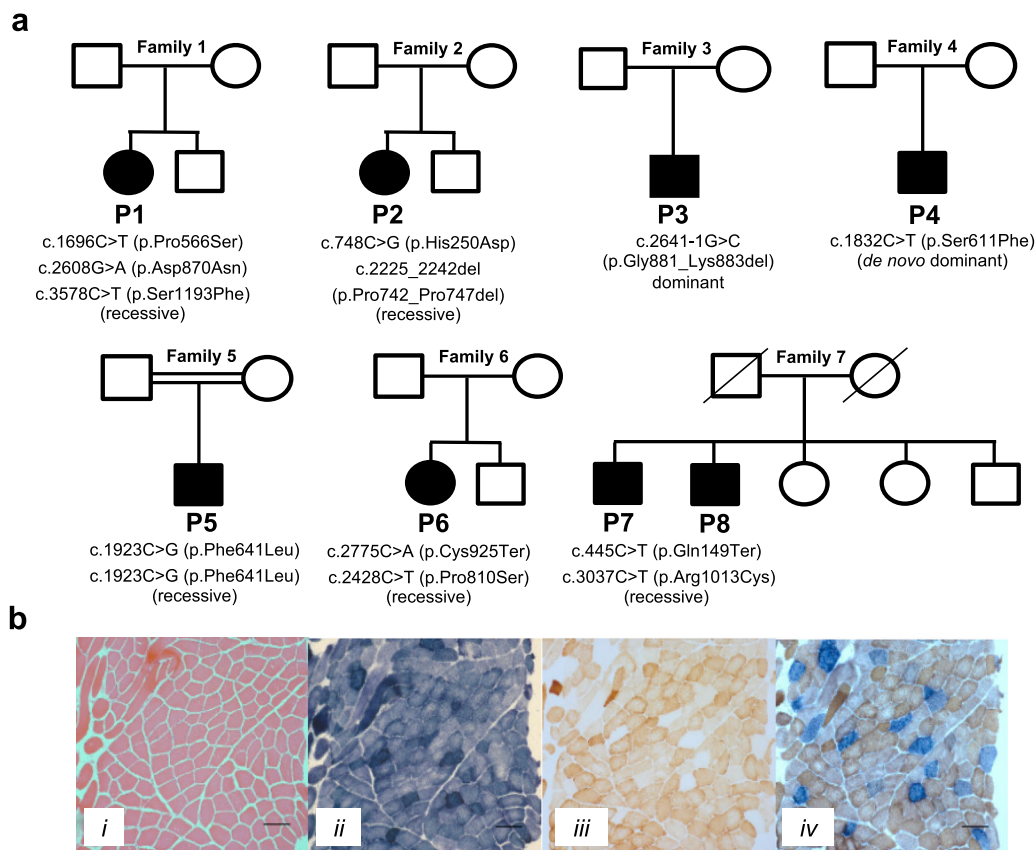 a
Family 1
Family 2
Family 3
Family 4
P1
c.1696C>T (p.Pro566Ser)
c.2608G>A (p.Asp870Asn)
c.3578C>T (p.Ser1193Phe)
(recessive)
P2
c.748C>G (p.His250Asp)
c.2225_2242del
(p.Pro742_Pro747del)
(recessive)
P3
c.2641-1G>C
(p.Gly881_Lys883del)
dominant
P4
c.1832C>T (p.Ser611Phe)
(de novo dominant)
Family 5
Family 6
Family 7
P5
c.1923C>G (p.Phe641Leu)
c.1923C>G (p.Phe641Leu)
(recessive)
P6
c.2775C>A (p.Cys925Ter)
c.2428C>T (p.Pro810Ser)
(recessive)
P7 P8
c.445C>T (p.Gln149Ter)
c.3037C>T (p.Arg1013Cys)
(recessive)
b
i
ii
iii
iv